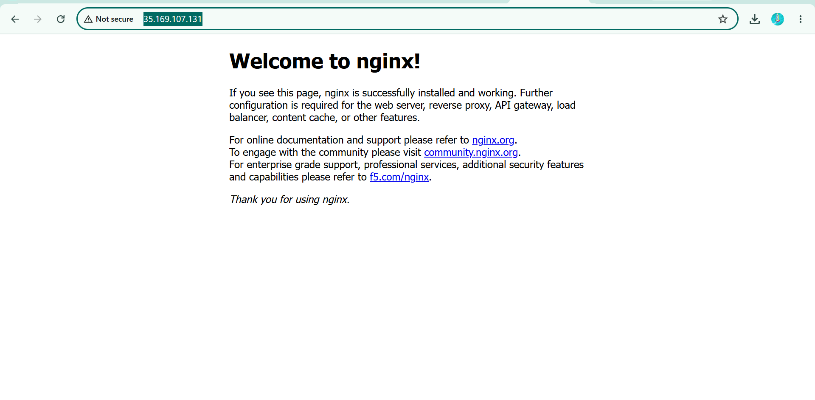 Not secure 35.169.107.131
Welcome to nginx!
If you see this page, nginx is successfully installed and working. Further
configuration is required for the web server, reverse proxy, API gateway, load
balancer, content cache, or other features.
For online documentation and support please refer to nginx.org.
To engage with the community please visit community.nginx.org.
For enterprise grade support, professional services, additional security features
and capabilities please refer to f5.com/nginx.
Thank you for using nginx.